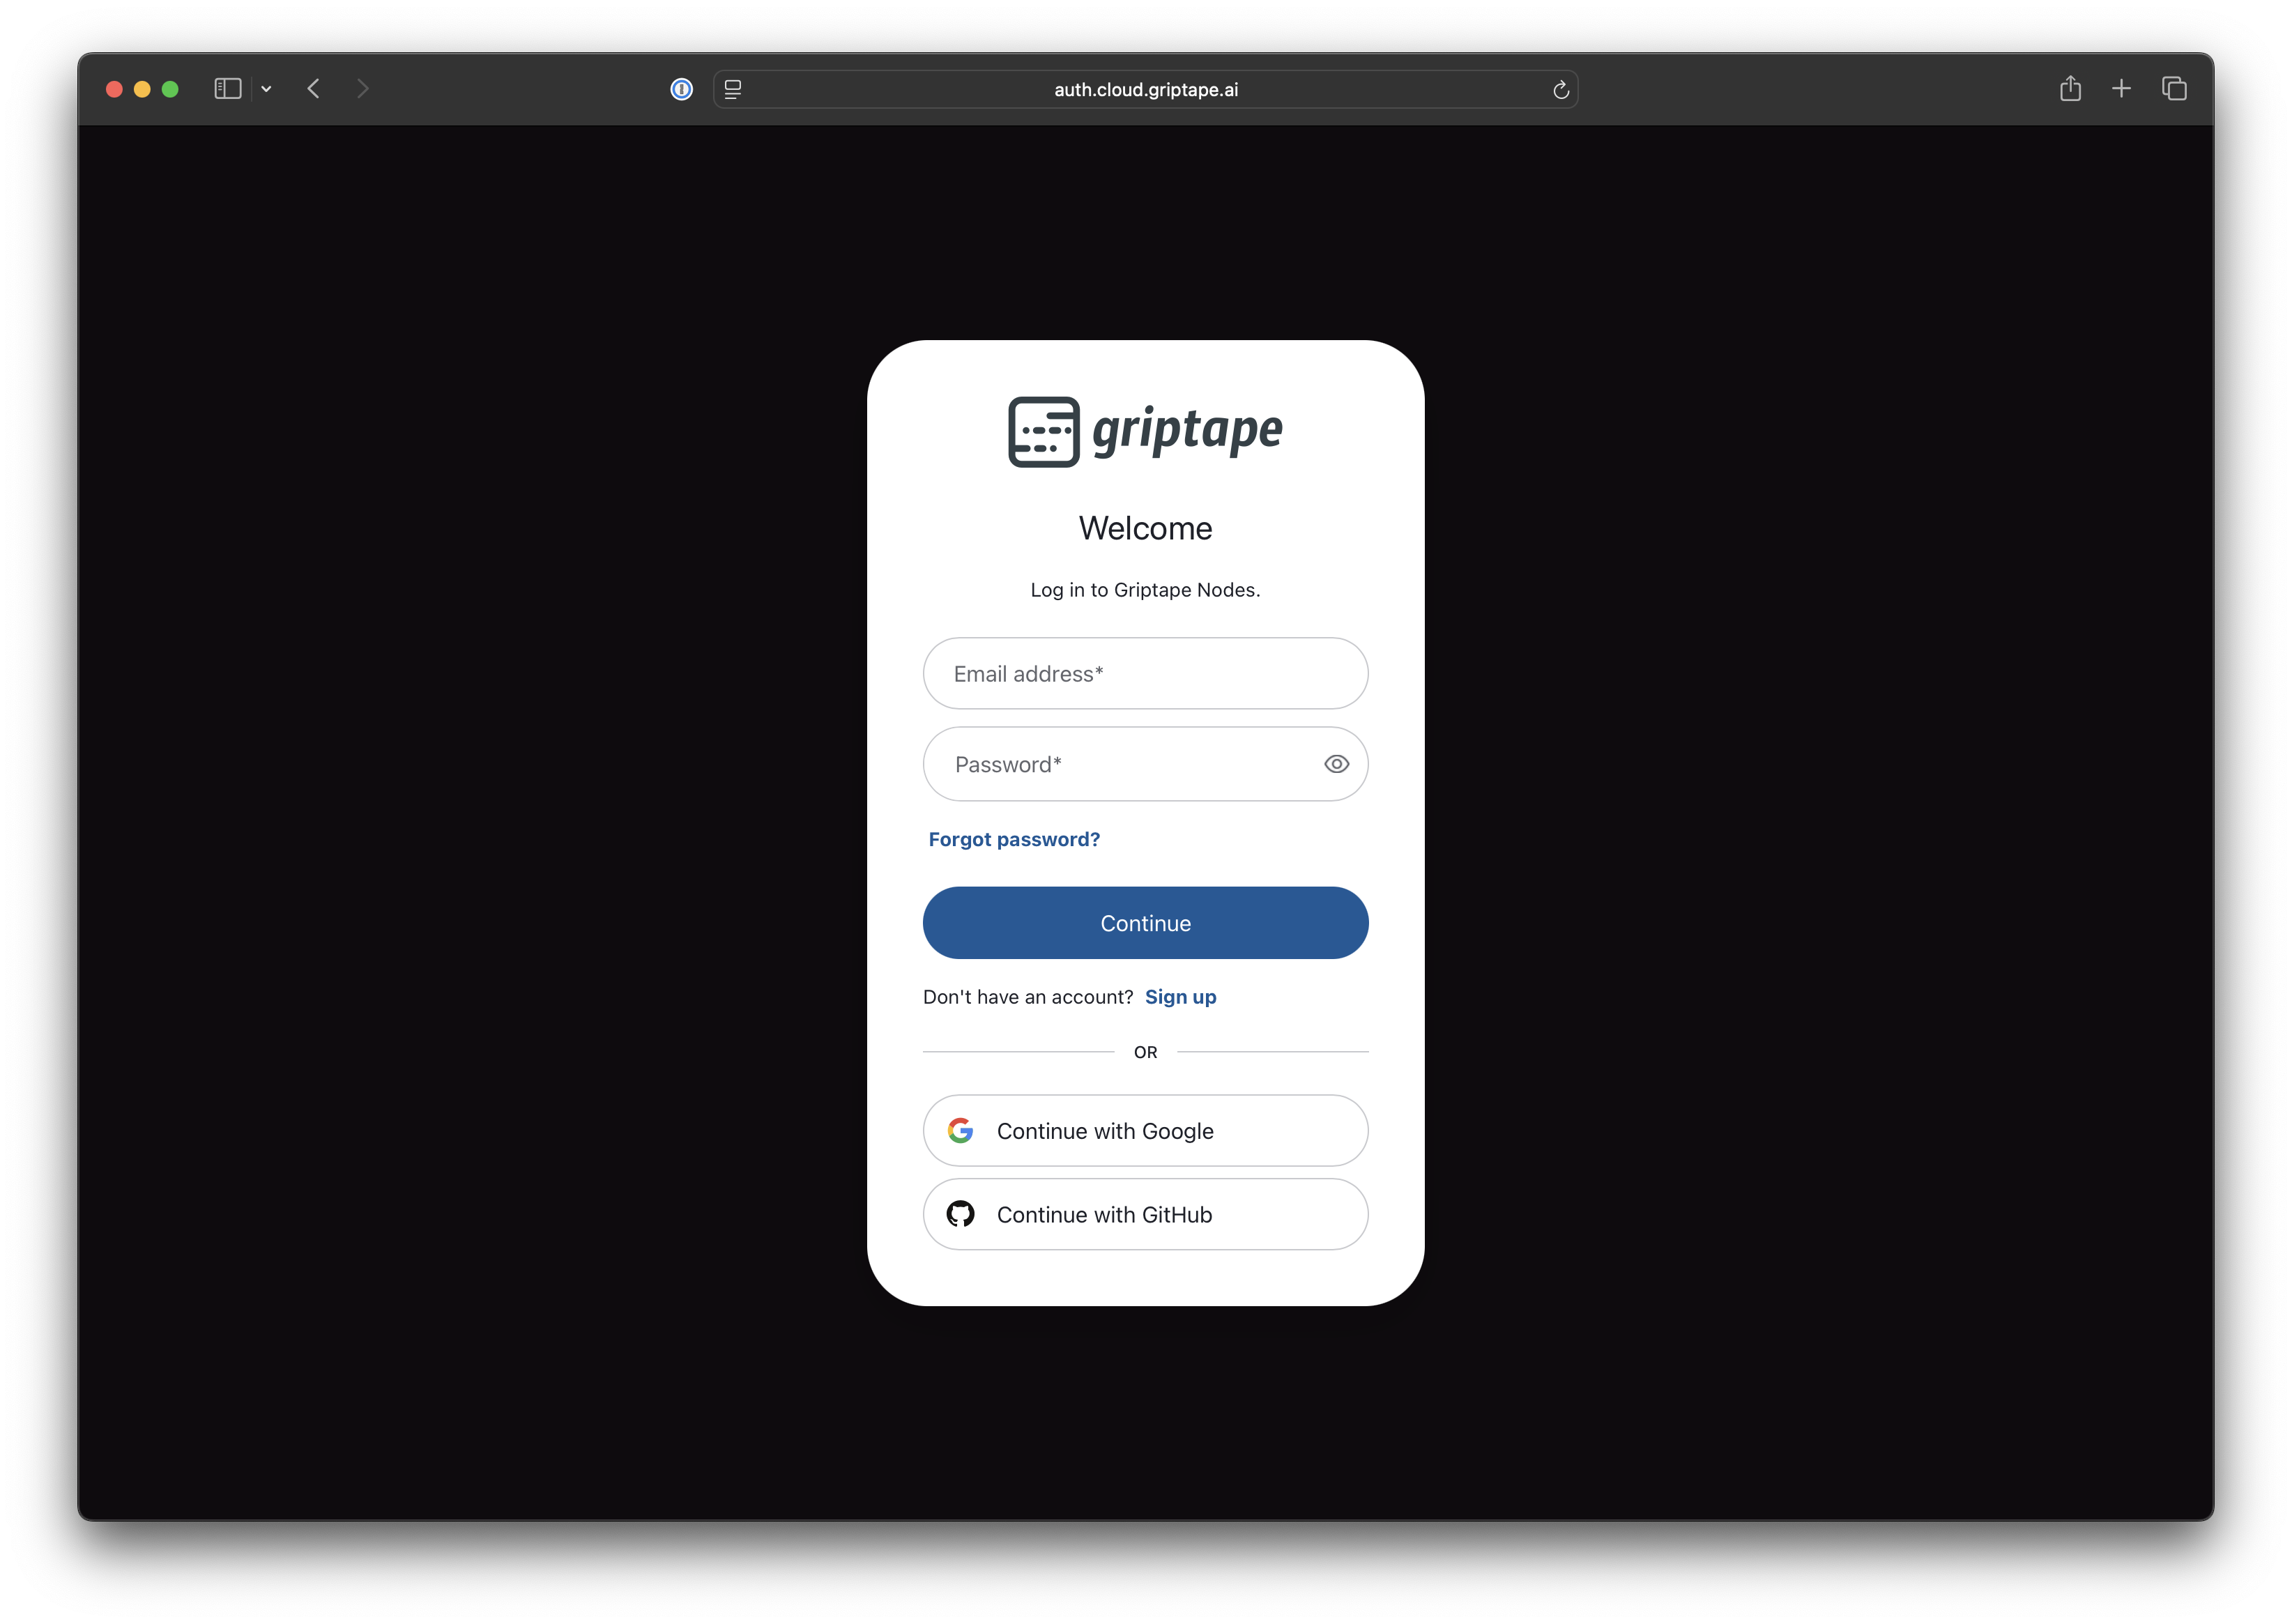 auth.cloud.griptape.ai
griptape
Welcome
Log in to Griptape Nodes.
Email address*
Password*
Forgot password?
Continue
Don't have an account? Sign up
OR
Continue with Google
Continue with GitHub